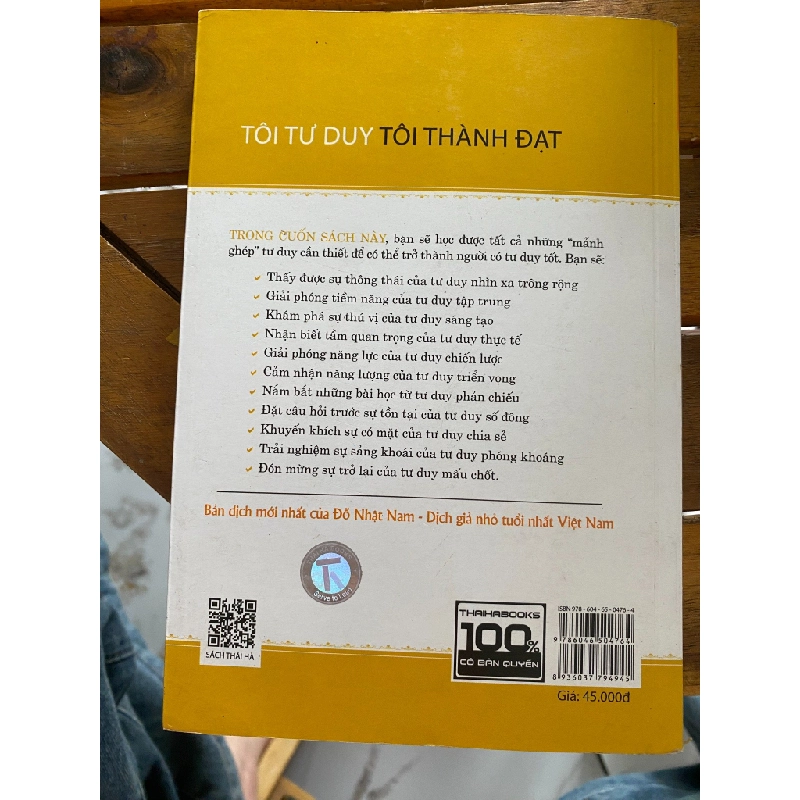 TÔI TƯ DUY TÔI THÀNH ĐẠT
TRONG CUỐN SÁCH NÀY, bạn sẽ học được tất cả những "mảnh
ghép" tư duy cần thiết để có thể trở thành người có tư duy tốt. Bạn sẽ:
Thấy được sự thông thái của tư duy nhìn xa trông rộng
Giải phóng tiềm năng của tư duy tập trung
Khám phá sự thú vị của tư duy sáng tạo
Nhận biết tầm quan trọng của tư duy thực tế
Giải phóng năng lực của tư duy chiến lược
Cảm nhận năng lượng của tư duy triển vọng
Nắm bắt những bài học từ tư duy phản chiếu
Đặt câu hỏi trước sự tồn tại của tư duy số đông
Khuyến khích sự có mặt của tư duy chia sẻ
Trải nghiệm sự sảng khoái của tư duy phóng khoáng
Đón mừng sự trở lại của tư duy mấu chốt.
Bản dịch mới nhất của Đỗ Nhật Nam - Dịch giả nhỏ tuổi nhất Việt Nam
SÁCH THÁI HÀ
THAIHABOOKS
100%
CÓ BẢN QUYỀN
9 786046 504764
8 936037 794945
Giá: 45.000đ